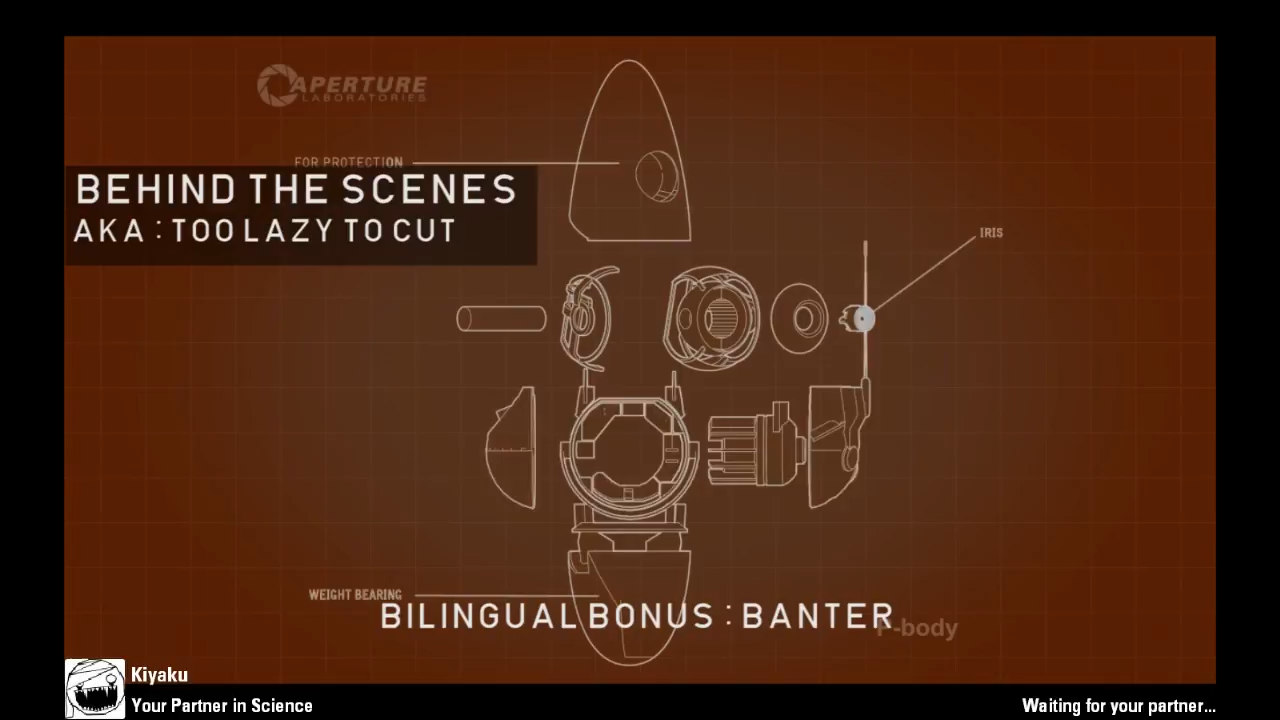 APERTURE
LABORATORIES
FOR PROTECTION
BEHIND THE SCENES
AKA : TOO LAZY TO CUT
IRIS
WEIGHT BEARING
BILINGUAL BONUS : BANTER
P-body
Kiyaku
Your Partner in Science
Waiting for your partner...